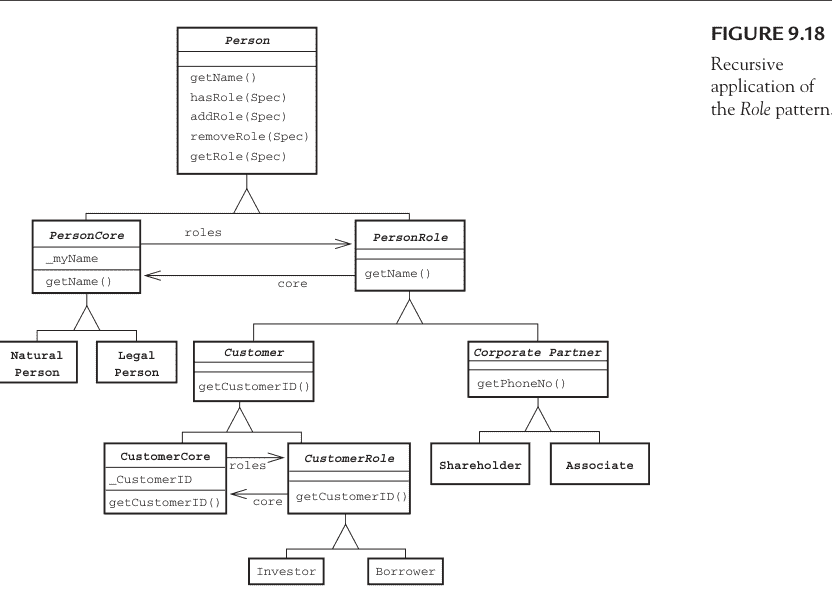 FIGURE 9.18
Recursive
application of
the Role pattern.
Person
getName()
hasRole(Spec)
addRole(Spec)
removeRole(Spec)
getRole(Spec)
PersonCore
_myName
getName()
roles
core
PersonRole
getName()
Natural
Person
Legal
Person
Customer
getCustomerID()
Corporate Partner
getPhoneNo()
CustomerCore
_CustomerID
getCustomerID()
roles
core
CustomerRole
getCustomerID()
Shareholder
Associate
Investor
Borrower